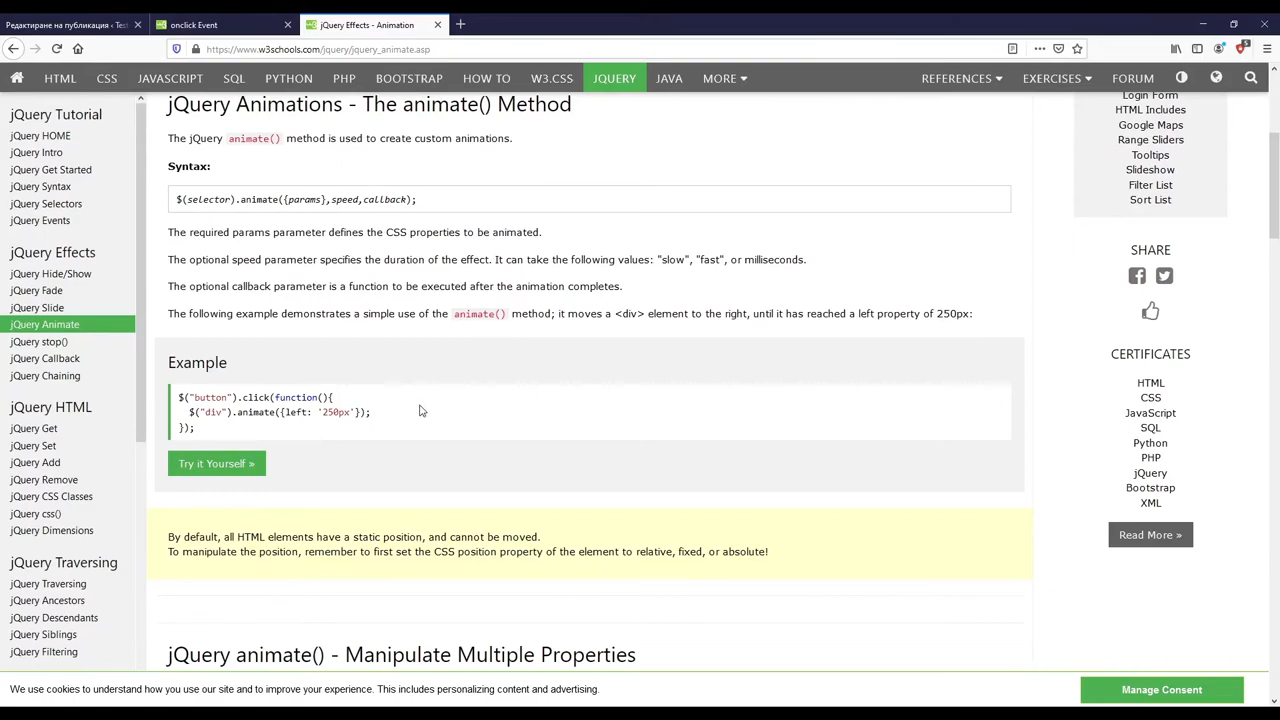 Редактиране на публикация ‹ Tes
onclick Event
jQuery Effects - Animation
https://www.w3schools.com/jquery/jquery_animate.asp
HTML CSS JAVASCRIPT SQL PYTHON PHP BOOTSTRAP HOW TO W3.CSS JQUERY JAVA MORE REFERENCES EXERCISES FORUM
jQuery Tutorial
jQuery HOME
jQuery Intro
jQuery Get Started
jQuery Syntax
jQuery Selectors
jQuery Events
jQuery Effects
jQuery Hide/Show
jQuery Fade
jQuery Slide
jQuery Animate
jQuery stop()
jQuery Callback
jQuery Chaining
jQuery HTML
jQuery Get
jQuery Set
jQuery Add
jQuery Remove
jQuery CSS Classes
jQuery css()
jQuery Dimensions
jQuery Traversing
jQuery Traversing
jQuery Ancestors
jQuery Descendants
jQuery Siblings
jQuery Filtering
jQuery Animations - The animate() Method
The jQuery animate() method is used to create custom animations.
Syntax:
$(selector).animate({params},speed,callback);
The required params parameter defines the CSS properties to be animated.
The optional speed parameter specifies the duration of the effect. It can take the following values: "slow", "fast", or milliseconds.
The optional callback parameter is a function to be executed after the animation completes.
The following example demonstrates a simple use of the animate() method; it moves a <div> element to the right, until it has reached a left property of 250px:
Example
$("button").click(function(){
$("div").animate({left: '250px'});
});
Try it Yourself »
By default, all HTML elements have a static position, and cannot be moved.
To manipulate the position, remember to first set the CSS position property of the element to relative, fixed, or absolute!
jQuery animate() - Manipulate Multiple Properties
Login Form
HTML Includes
Google Maps
Range Sliders
Tooltips
Slideshow
Filter List
Sort List
SHARE
CERTIFICATES
HTML
CSS
JavaScript
SQL
Python
PHP
jQuery
Bootstrap
XML
Read More »
We use cookies to understand how you use our site and to improve your experience. This includes personalizing content and advertising.
Manage Consent